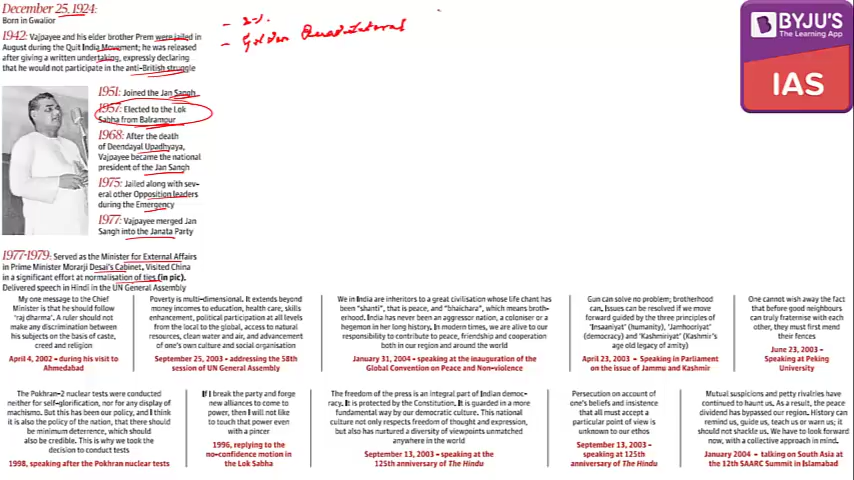 December 25, 1924:
Born in Gwalior
1942: Vajpayee and his elder brother Prem were jailed in
August during the Quit India Movement; he was released
after giving a written undertaking, expressly declaring
that he would not participate in the anti-British struggle
1951: Joined the Jan Sangh
1957: Elected to the Lok
Sabha from Balrampur
1968: After the death
of Deendayal Upadhyaya,
Vajpayee became the national
president of the Jan Sangh
1975: Jailed along with sev-
eral other Opposition leaders
during the Emergency
1977: Vajpayee merged Jan
Sangh into the Janata Party
1977-1979: Served as the Minister for External Affairs
in Prime Minister Morarji Desai's Cabinet. Visited China
in a significant effort at normalisation of ties (in pic).
Delivered speech in Hindi in the UN General Assembly
- Golden Quadrilateral
BYJU'S
The Learning App
IAS
My one message to the Chief
Minister is that he should follow
'raj dharma'. A ruler should not
make any discrimination between
his subjects on the basis of caste,
creed and religion
April 4, 2002 - during his visit to
Ahmedabad
Poverty is multi-dimensional. It extends beyond
money incomes to education, health care, skills
enhancement, political participation at all levels
from the local to the global, access to natural
resources, clean water and air, and advancement
of one's own culture and social organisation
September 25, 2003 - addressing the 58th
session of UN General Assembly
We in India are inheritors to a great civilisation whose life chant has
been "shanti", that is peace, and "bhaichara", which means broth-
erhood. India has never been an aggressor nation, a coloniser or a
hegemon in her long history. In modern times, we are alive to our
responsibility to contribute to peace, friendship and cooperation
both in our region and around the world
January 31, 2004 - speaking at the inauguration of the
Global Convention on Peace and Non-violence
Gun can solve no problem; brotherhood
can. Issues can be resolved if we move
forward guided by the three principles of
'Insaaniyat' (humanity), 'Jamhooriyat'
(democracy) and 'Kashmiriyat' (Kashmir's
age old legacy of amity)
April 23, 2003 - Speaking in Parliament
on the issue of Jammu and Kashmir
One cannot wish away the fact
that before good neighbours
can truly fraternise with each
other, they must first mend
their fences
June 23, 2003-
Speaking at Peking
University
The Pokhran-2 nuclear tests were conducted
neither for self-glorification, nor for any display of
machismo. But this has been our policy, and I think
it is also the policy of the nation, that there should
be minimum deterrence, which should
also be credible. This is why we took the
decision to conduct tests
1998, speaking after the Pokhran nuclear tests
If I break the party and forge
new alliances to come to
power, then I will not like
to touch that power even
with a pincer
1996, replying to the
no-confidence motion in
the Lok Sabha
The freedom of the press is an integral part of Indian democ-
racy. It is protected by the Constitution. It is guarded in a more
fundamental way by our democratic culture. This national
culture not only respects freedom of thought and expression,
but also has nurtured a diversity of viewpoints unmatched
anywhere in the world
September 13, 2003 - speaking at the
125th anniversary of The Hindu
Persecution on account of
one's beliefs and insistence
that all must accept a
particular point of view is
unknown to our ethos
September 13, 2003 -
speaking at 125th
anniversary of The Hindu
Mutual suspicions and petty rivalries have
continued to haunt us. As a result, the peace
dividend has bypassed our region. History can
remind us, guide us, teach us or warn us; it
should not shackle us. We have to look forward
now, with a collective approach in mind.
January 2004 - talking on South Asia at
the 12th SAARC Summit in Islamabad